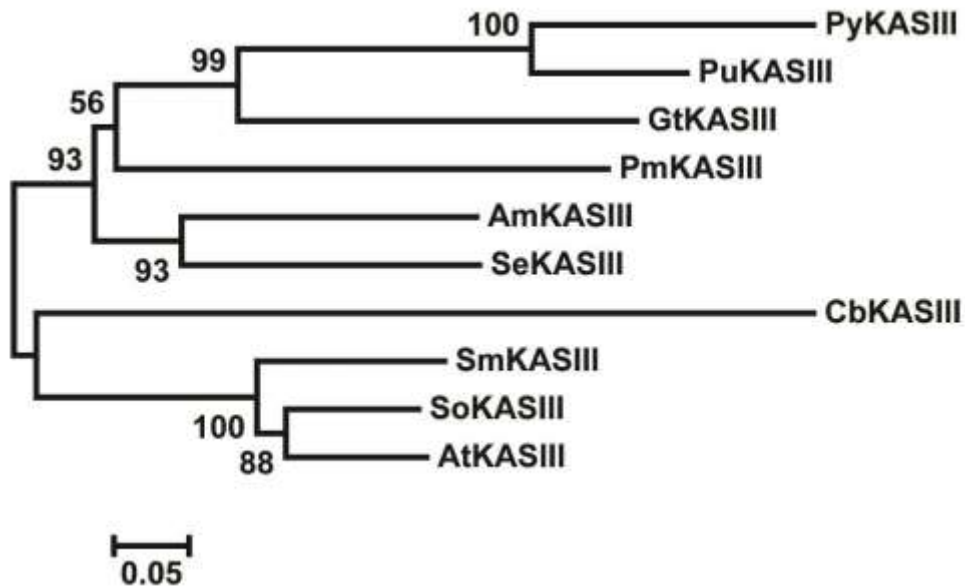 100
PyKASIII
99
PuKASIII
56
GtKASIII
93
PmKASIII
AmKASIII
93
SeKASIII
CbKASIII
SmKASIII
100
SoKASIII
88
AtKASIII
0.05